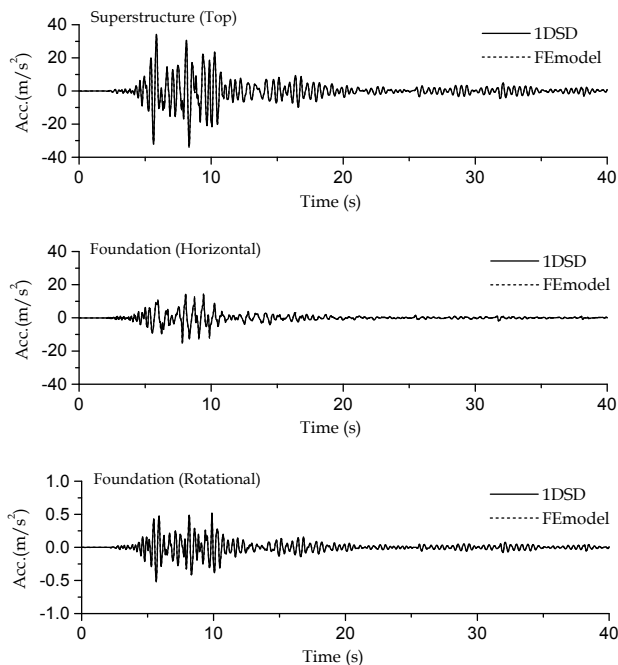 Superstructure (Top)
40
1DSD
FEmodel
20
0
-20
-40
Acc.(m/s²)
0 10 20 30 40
Time (s)
Foundation (Horizontal)
40
1DSD
FEmodel
20
0
-20
-40
Acc.(m/s²)
0 10 20 30 40
Time (s)
Foundation (Rotational)
1.0
1DSD
FEmodel
0.5
0.0
-0.5
-1.0
Acc.(m/s²)
0 10 20 30 40
Time (s)